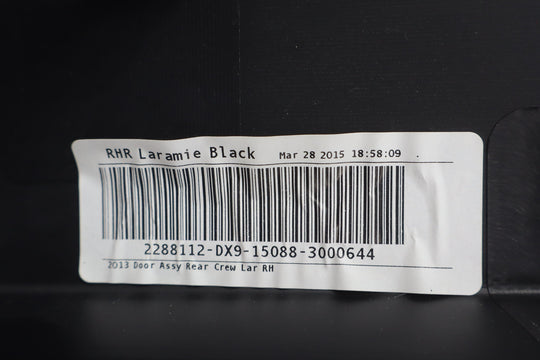 RHR Laramie Black Mar 28 2015 18:58:09
2288112-DX9-15088-3000644
2013 Door Assy Rear Crew Lar RH